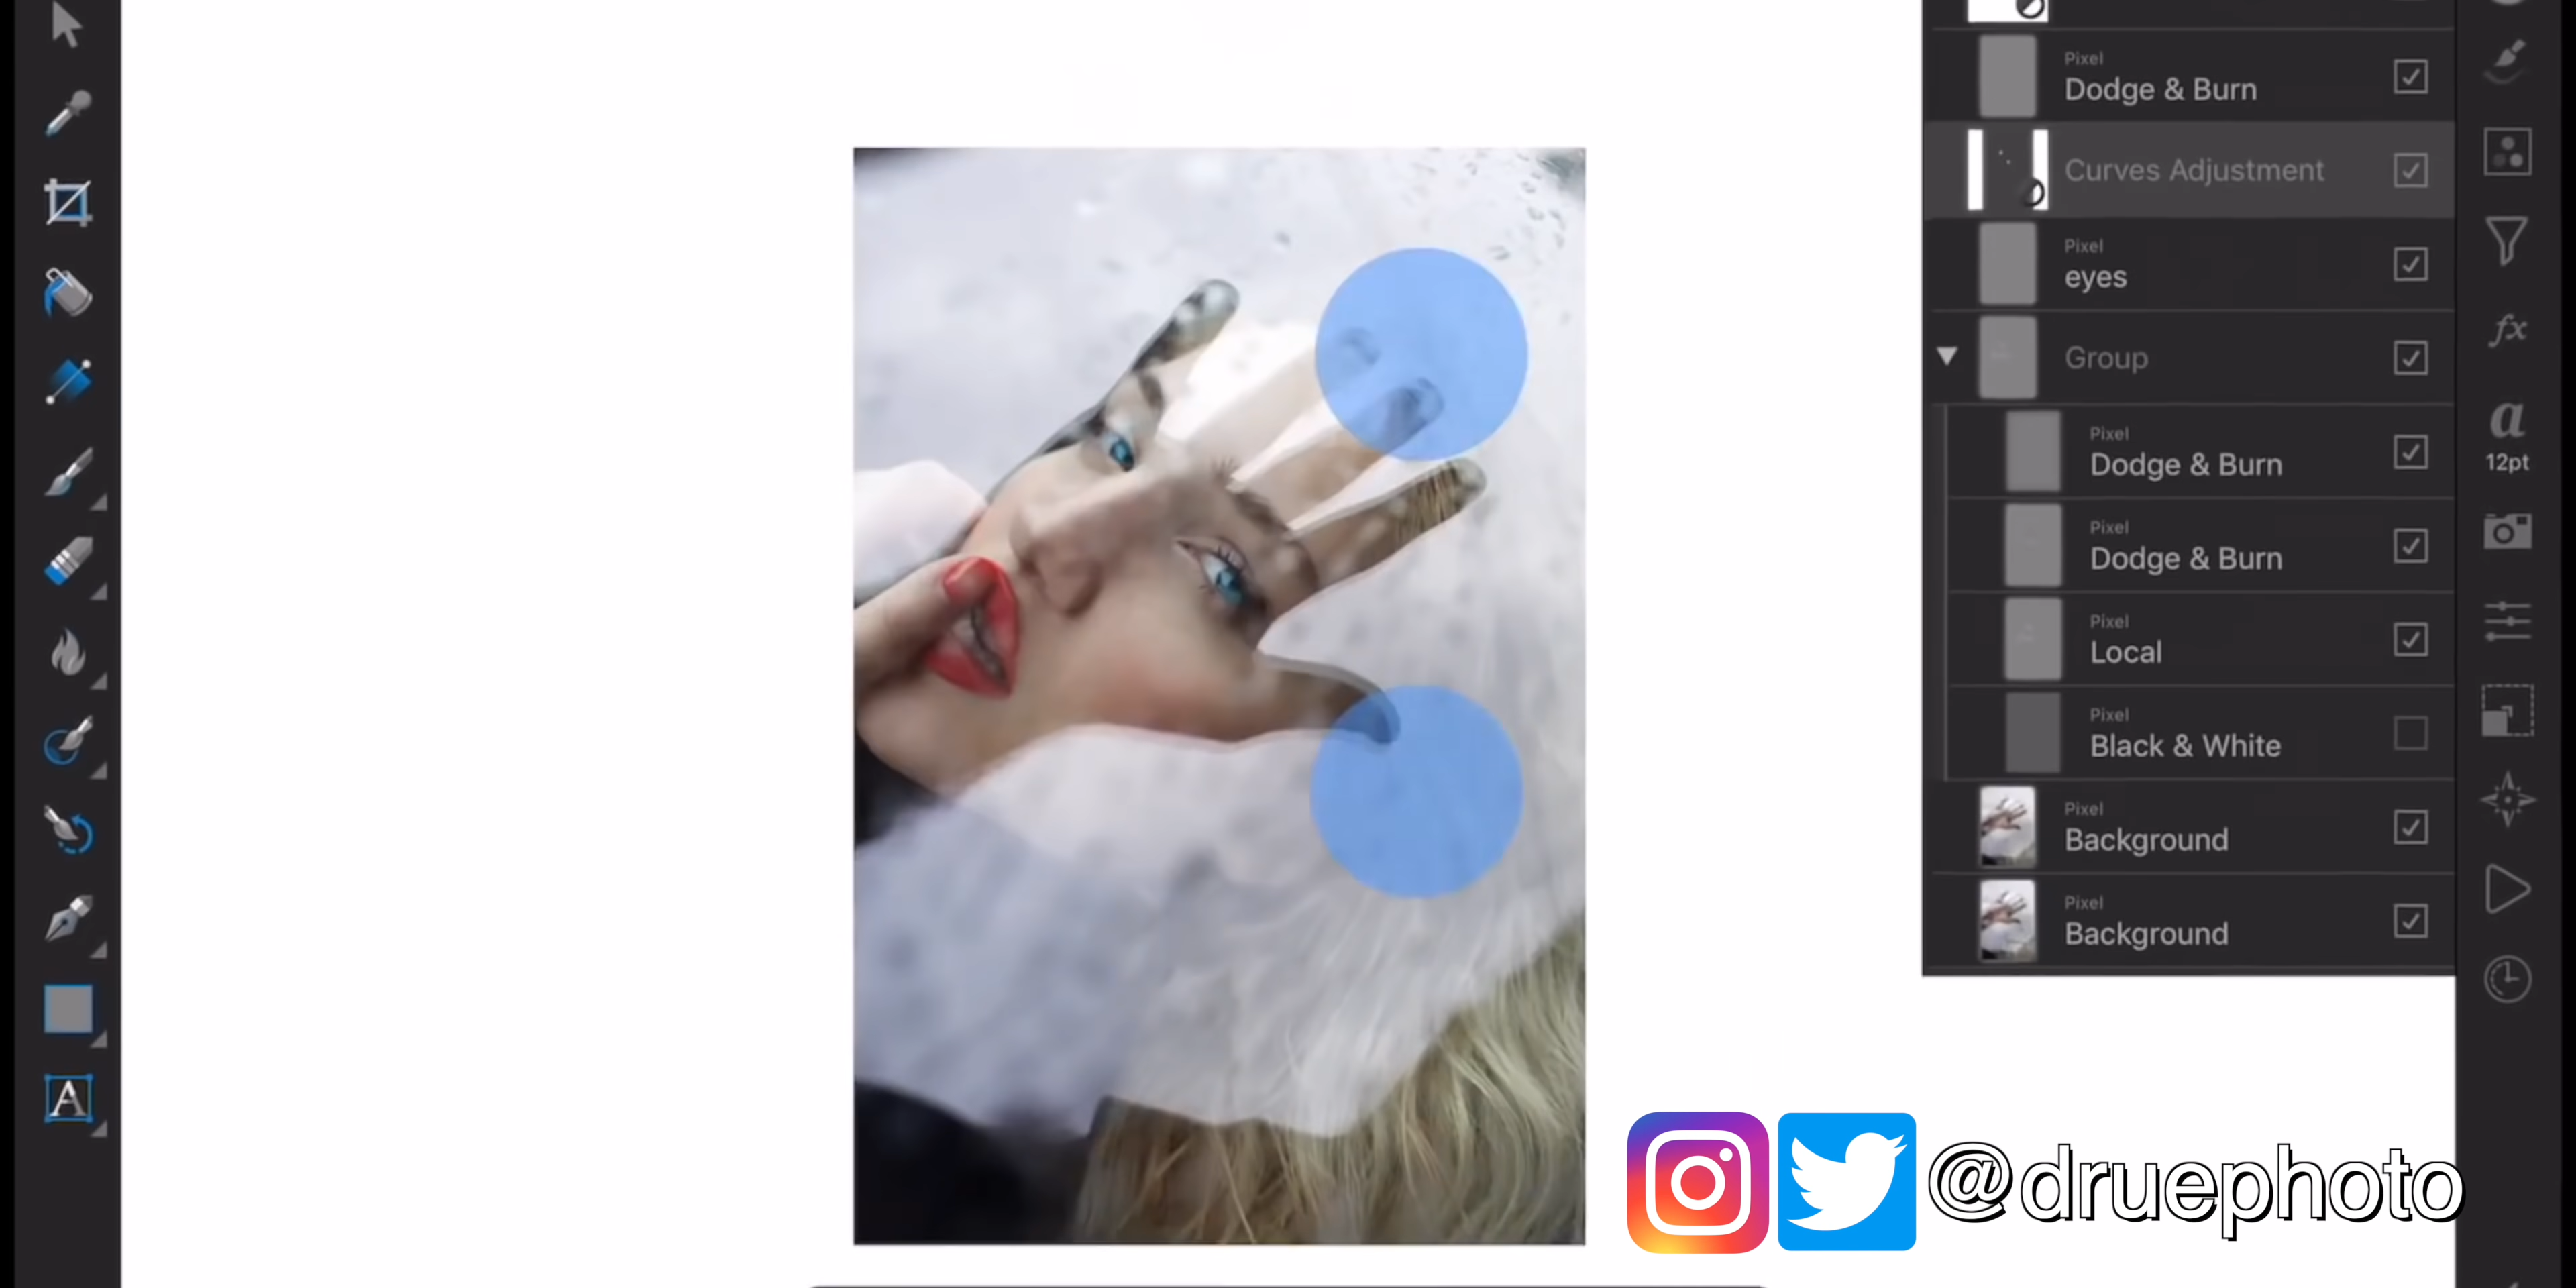 Pixel
Dodge & Burn
Curves Adjustment
Pixel
eyes
Group
Pixel
Dodge & Burn
Pixel
Dodge & Burn
Pixel
Local
Pixel
Black & White
Pixel
Background
Pixel
Background
fx
a
12pt
A
@druephoto